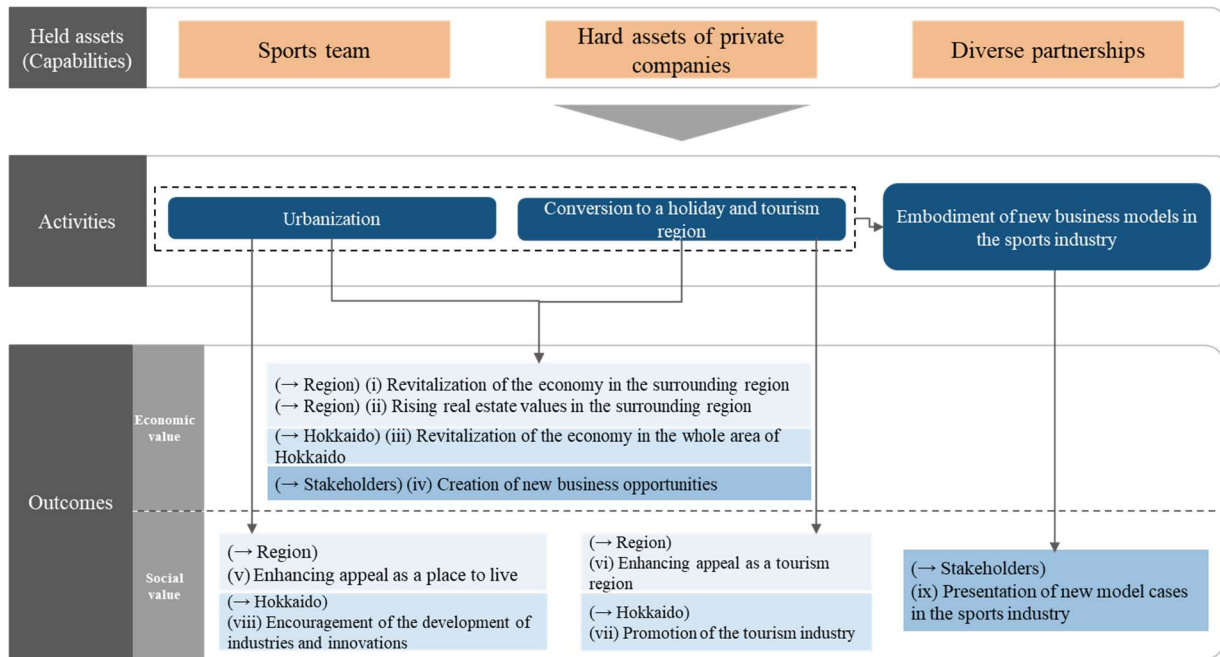 Held assets
(Capabilities)
Sports team
Hard assets of private
companies
Diverse partnerships
Activities
Urbanization
Conversion to a holiday and tourism
region
Embodiment of new business models in
the sports industry
Outcomes
Economic
value
(→ Region) (i) Revitalization of the economy in the surrounding region
(→ Region) (ii) Rising real estate values in the surrounding region
(→ Hokkaido) (iii) Revitalization of the economy in the whole area of
Hokkaido
(→ Stakeholders) (iv) Creation of new business opportunities
Social
value
(→ Region)
(v) Enhancing appeal as a place to live
(→ Hokkaido)
(viii) Encouragement of the development of
industries and innovations
(→ Region)
(vi) Enhancing appeal as a tourism
region
(→ Hokkaido)
(vii) Promotion of the tourism industry
(→ Stakeholders)
(ix) Presentation of new model cases
in the sports industry